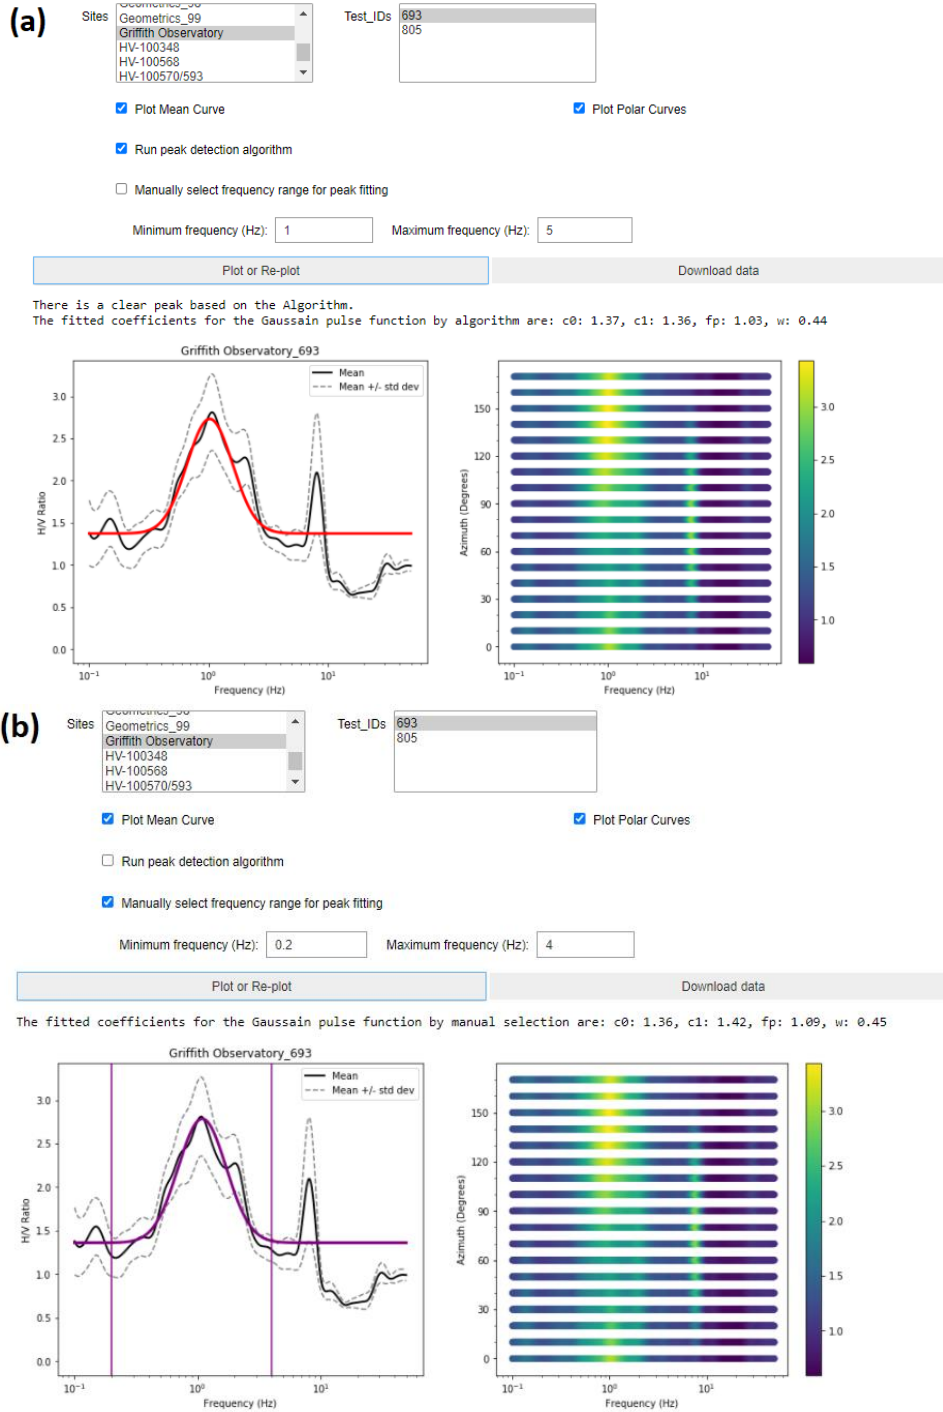 (a)
Sites
Geometrics_98
Geometrics_99
Griffith Observatory
HV-100348
HV-100568
HV-100570/593
Test_IDs
693
805
Plot Mean Curve
Plot Polar Curves
Run peak detection algorithm
Manually select frequency range for peak fitting
Minimum frequency (Hz): 1
Maximum frequency (Hz): 5
Plot or Re-plot
Download data
There is a clear peak based on the Algorithm.
The fitted coefficients for the Gaussain pulse function by algorithm are: c0: 1.37, c1: 1.36, fp: 1.03, w: 0.44
Griffith Observatory_693
Mean
Mean +/- std dev
H/V Ratio
3.0
2.5
2.0
1.5
1.0
0.5
0.0
10⁻¹ 10⁰ 10¹
Frequency (Hz)
Azimuth (Degrees)
150
120
90
60
30
0
10⁻¹ 10⁰ 10¹
Frequency (Hz)
3.0
2.5
2.0
1.5
1.0
(b)
Sites
Geometrics_98
Geometrics_99
Griffith Observatory
HV-100348
HV-100568
HV-100570/593
Test_IDs
693
805
Plot Mean Curve
Plot Polar Curves
Run peak detection algorithm
Manually select frequency range for peak fitting
Minimum frequency (Hz): 0.2
Maximum frequency (Hz): 4
Plot or Re-plot
Download data
The fitted coefficients for the Gaussain pulse function by manual selection are: c0: 1.36, c1: 1.42, fp: 1.09, w: 0.45
Griffith Observatory_693
Mean
Mean +/- std dev
H/V Ratio
3.0
2.5
2.0
1.5
1.0
0.5
0.0
10⁻¹ 10⁰ 10¹
Frequency (Hz)
Azimuth (Degrees)
150
120
90
60
30
0
10⁻¹ 10⁰ 10¹
Frequency (Hz)
3.0
2.5
2.0
1.5
1.0